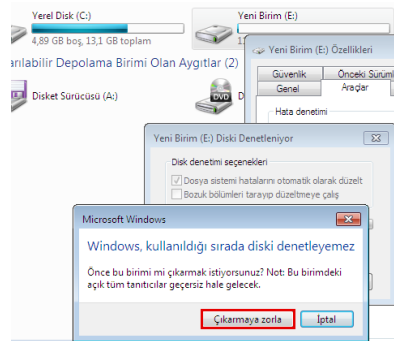 Yerel Disk (C:)
4,89 GB boş, 13,1 GB toplam
Yeni Birim (E:)
arılabilir Depolama Birimi Olan Aygıtlar (2)
Disket Sürücüsü (A:)
DVD
Yeni Birim (E:) Özellikleri
Güvenlik
Önceki Sürüml
Genel
Araçlar
Hata denetimi
Yeni Birim (E:) Diski Denetleniyor
Disk denetimi seçenekleri
Dosya sistemi hatalarını otomatik olarak düzelt
Bozuk bölümleri tarayıp düzeltmeye çalış
Microsoft Windows
Windows, kullanıldığı sırada diski denetleyemez
Önce bu birimi mi çıkarmak istiyorsunuz? Not: Bu birimdeki
açık tüm tanıtıcılar geçersiz hale gelecek.
Çıkarmaya zorla
İptal